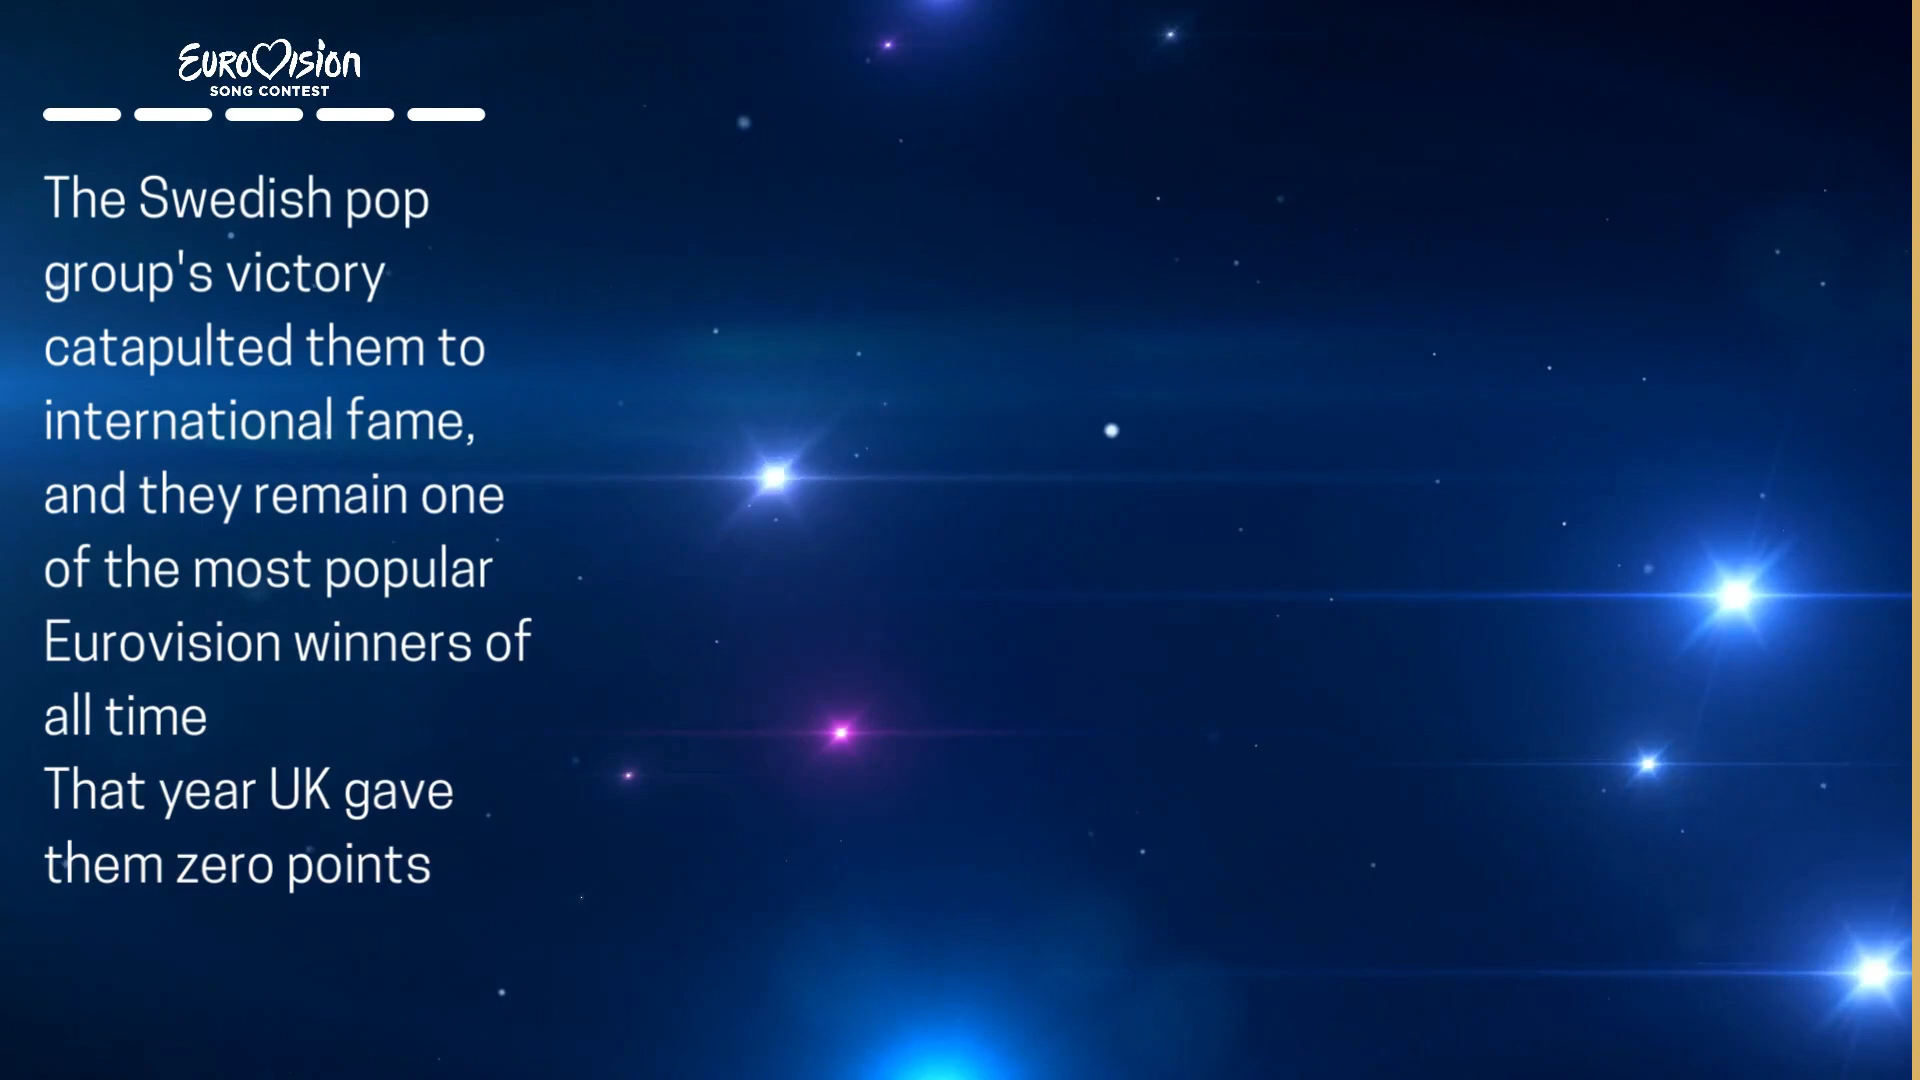 EUROVISION
SONG CONTEST
The Swedish pop
group's victory
catapulted them to
international fame,
and they remain one
of the most popular
Eurovision winners of
all time
That year UK gave
them zero points